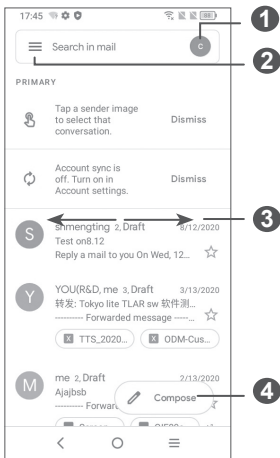 17:45
1
Search in mail
C
2
PRIMARY
Tap a sender image
to select that
conversation.
Dismiss
Account sync is
off. Turn on in
Account settings.
Dismiss
3
S
shmengting 2, Draft
8/12/2020
Test on8.12
Reply a mail to you On Wed, 12...
Y
YOU(R&D, me 3, Draft
3/13/2020
转发: Tokyo lite TLAR sw 软件测...
---------- Forwarded message -----...
X TTS_2020...
X ODM-Cus...
M
me 2, Draft
2/13/2020
Ajajbsb
---------- Forward
Compose
4